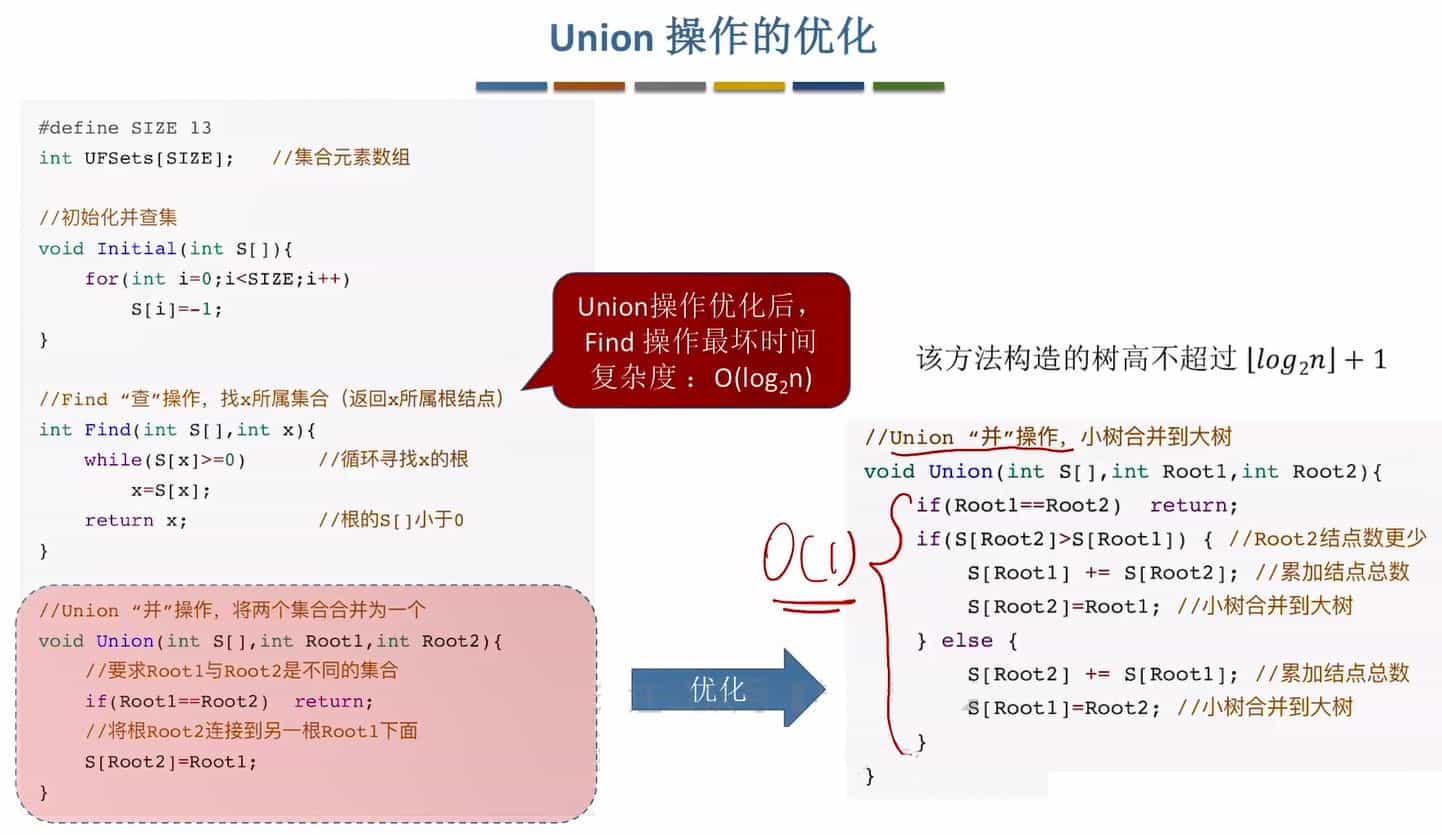 Union 操作的优化
#define SIZE 13
int UFSets[SIZE];   //集合元素数组
//初始化并查集
void Initial(int S[]){
    for(int i=0;i<SIZE;i++)
        S[i]=-1;
}
//Find “查”操作，找x所属集合（返回x所属根结点）
int Find(int S[],int x){
    while(S[x]>=0)      //循环寻找x的根
        x=S[x];
    return x;           //根的S[]小于0
}
//Union “并”操作，将两个集合合并为一个
void Union(int S[],int Root1,int Root2){
    //要求Root1与Root2是不同的集合
    if(Root1==Root2)  return;
    //将根Root2连接到另一根Root1下面
    S[Root2]=Root1;
}
Union操作优化后，
Find 操作最坏时间
复杂度：O(log₂n)
优化
该方法构造的树高不超过 ⌊log₂n⌋ + 1
//Union “并”操作，小树合并到大树
void Union(int S[],int Root1,int Root2){
    if(Root1==Root2)  return;
    if(S[Root2]>S[Root1]) { //Root2结点数更少
        S[Root1] += S[Root2]; //累加结点总数
        S[Root2]=Root1; //小树合并到大树
    } else {
        S[Root2] += S[Root1]; //累加结点总数
        S[Root1]=Root2; //小树合并到大树
    }
}
O(1)